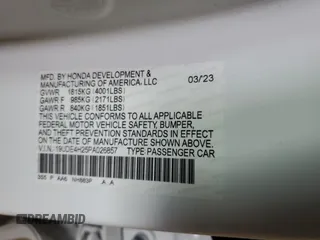 MFD. BY HONDA DEVELOPMENT & 03/23
MANUFACTURING OF AMERICA, LLC
GVWR 1815KG (4001LBS)
GAWR F 985KG (2171LBS)
GAWR R 840KG (1851LBS)
THIS VEHICLE CONFORMS TO ALL APPLICABLE
FEDERAL MOTOR VEHICLE SAFETY, BUMPER,
AND THEFT PREVENTION STANDARDS IN EFFECT
ON THE DATE OF MANUFACTURE SHOWN ABOVE.
V.I.N. 19UDE4H25PA026857 TYPE PASSENGER CAR
AUTOBIDMASTER